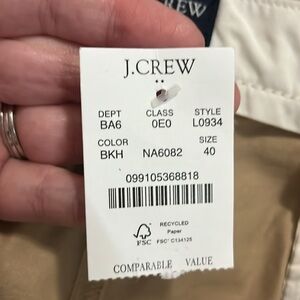 J.CREW
DEPT CLASS STYLE
BA6 0E0 L0934
COLOR SIZE
BKH NA6082 40
099105368818
RECYCLED
Paper
FSC FSC® C134125
COMPARABLE VALUE